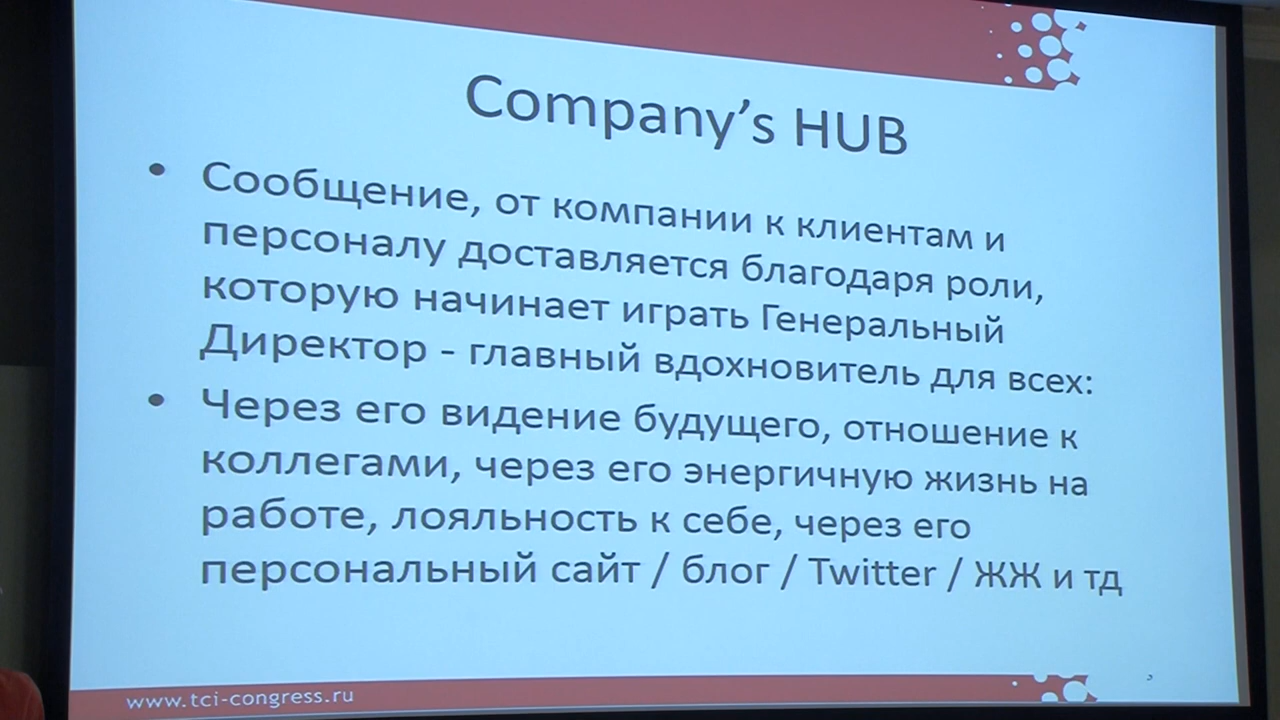 Company's HUB
• Сообщение, от компании к клиентам и
персоналу доставляется благодаря роли,
которую начинает играть Генеральный
Директор - главный вдохновитель для всех:
• Через его видение будущего, отношение к
коллегами, через его энергичную жизнь на
работе, лояльность к себе, через его
персональный сайт / блог / Twitter / ЖЖ и тд
www.tci-congress.ru